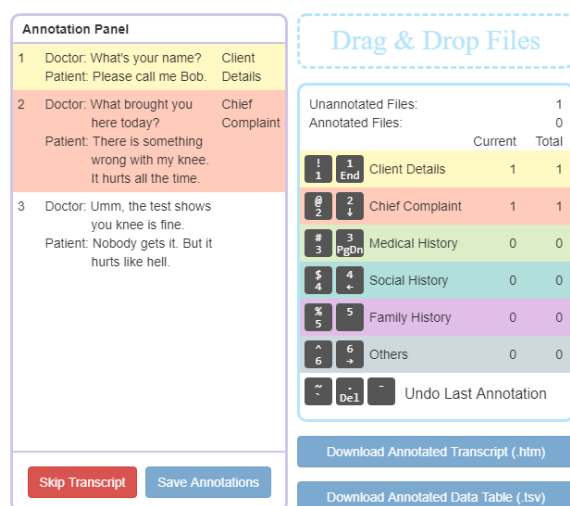 Annotation Panel
1 Doctor: What's your name? Client
Patient: Please call me Bob. Details
2 Doctor: What brought you Chief
here today? Complaint
Patient: There is something
wrong with my knee.
It hurts all the time.
3 Doctor: Umm, the test shows
you knee is fine.
Patient: Nobody gets it. But it
hurts like hell.
Skip Transcript Save Annotations
Drag & Drop Files
Unannotated Files: 1
Annotated Files: 0
Current Total
! 1 1 End Client Details 1 1
@ 2 2 ↓ Chief Complaint 1 1
# 3 3 PgDn Medical History 0 0
$ 4 4 ← Social History 0 0
% 5 5 Family History 0 0
^ 6 6 → Others 0 0
~ ` . Del - Undo Last Annotation
Download Annotated Transcript (.htm)
Download Annotated Data Table (.tsv)